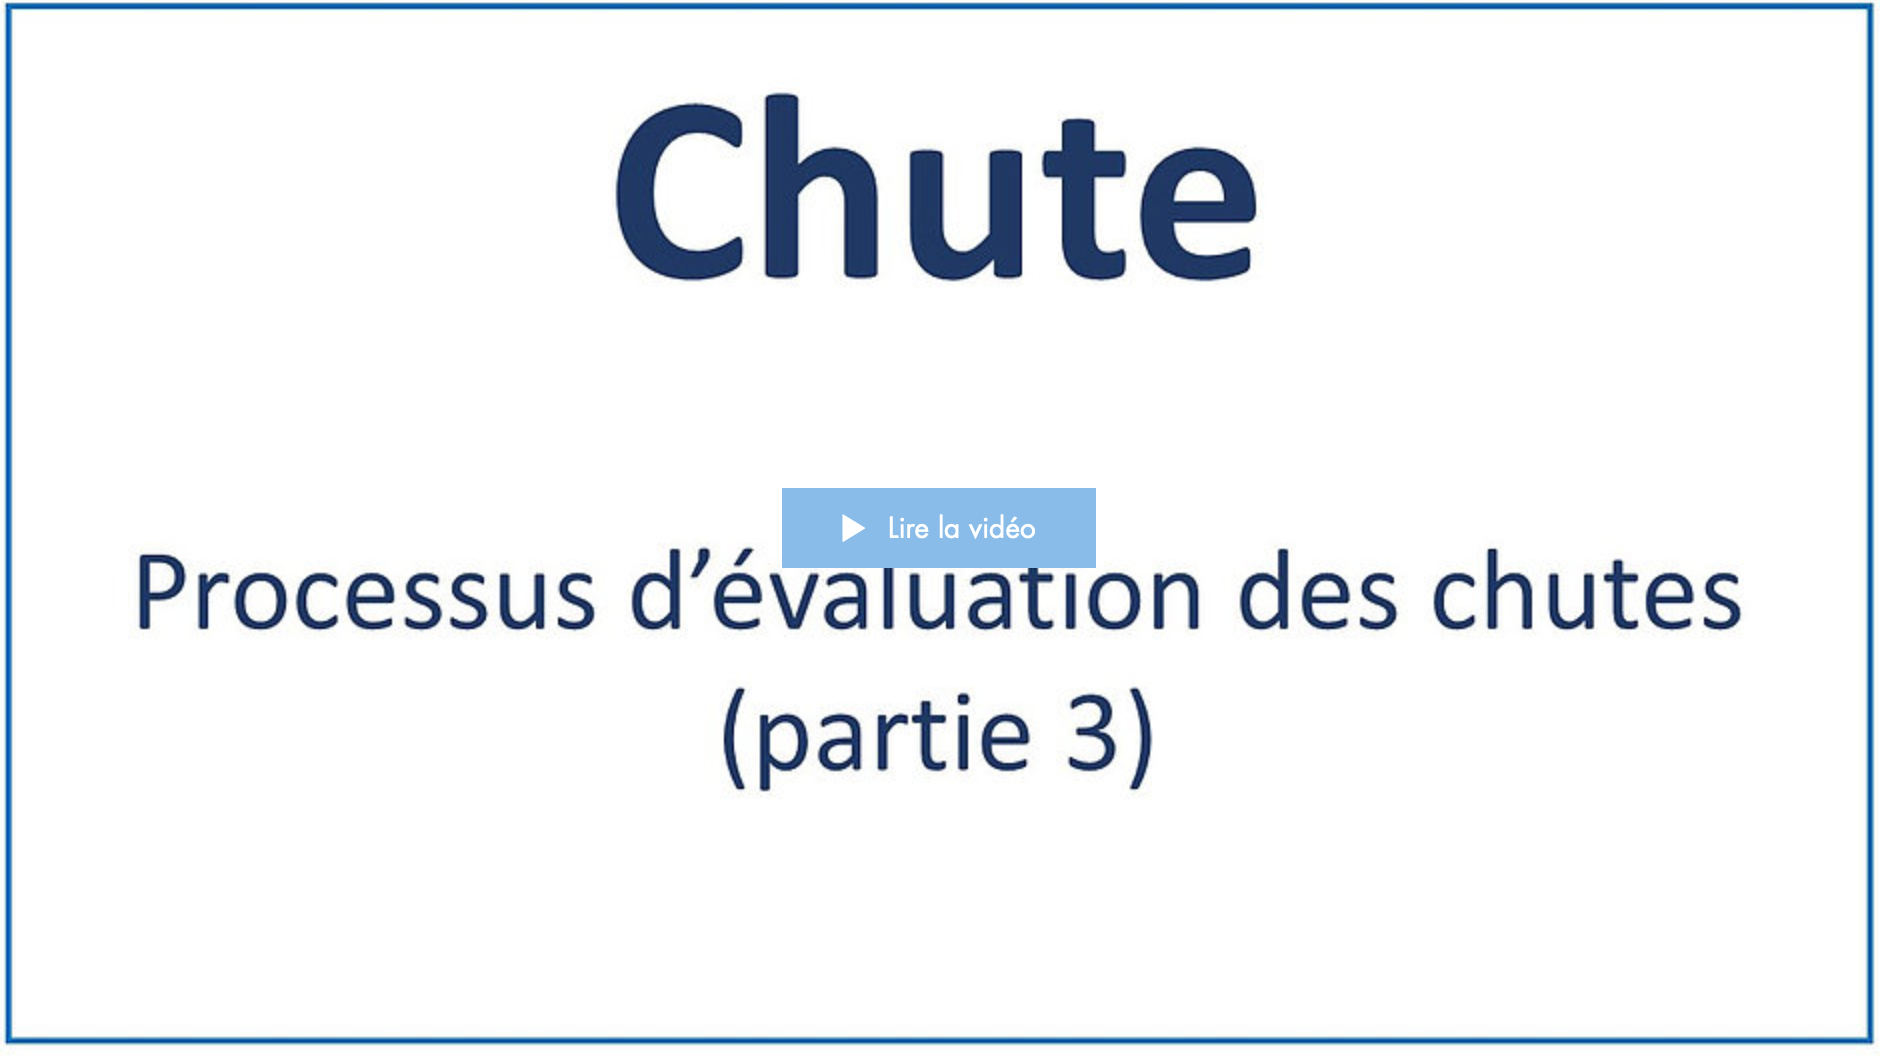 Chute
Lire la vidéo
Processus d’évaluation des chutes
(partie 3)